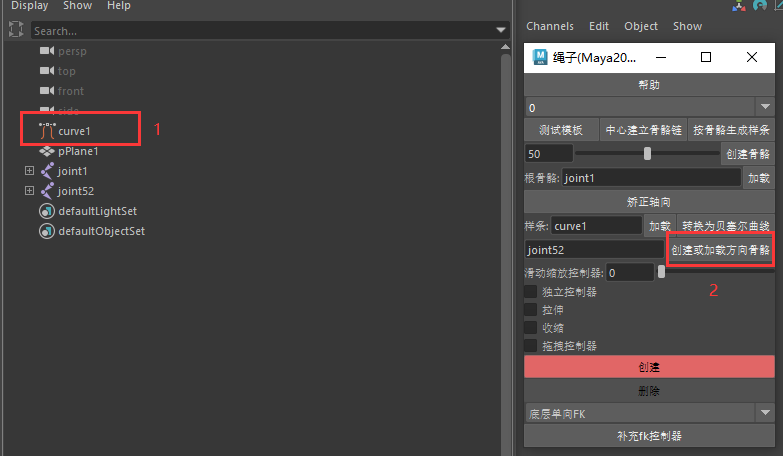 Display Show Help
Search...
persp
top
front
side
curve1
1
pPlane1
joint1
joint52
defaultLightSet
defaultObjectSet
Channels Edit Object Show
绳子(Maya20...
帮助
0
测试模板 中心建立骨骼链 按骨骼生成样条
50 创建骨骼
根骨骼: joint1 加载
矫正轴向
样条: curve1 加载 转换为贝塞尔曲线
joint52 创建或加载方向骨骼
滑动缩放控制器: 0
2
独立控制器
拉伸
收缩
拖拽控制器
创建
删除
底层单向FK
补充fk控制器